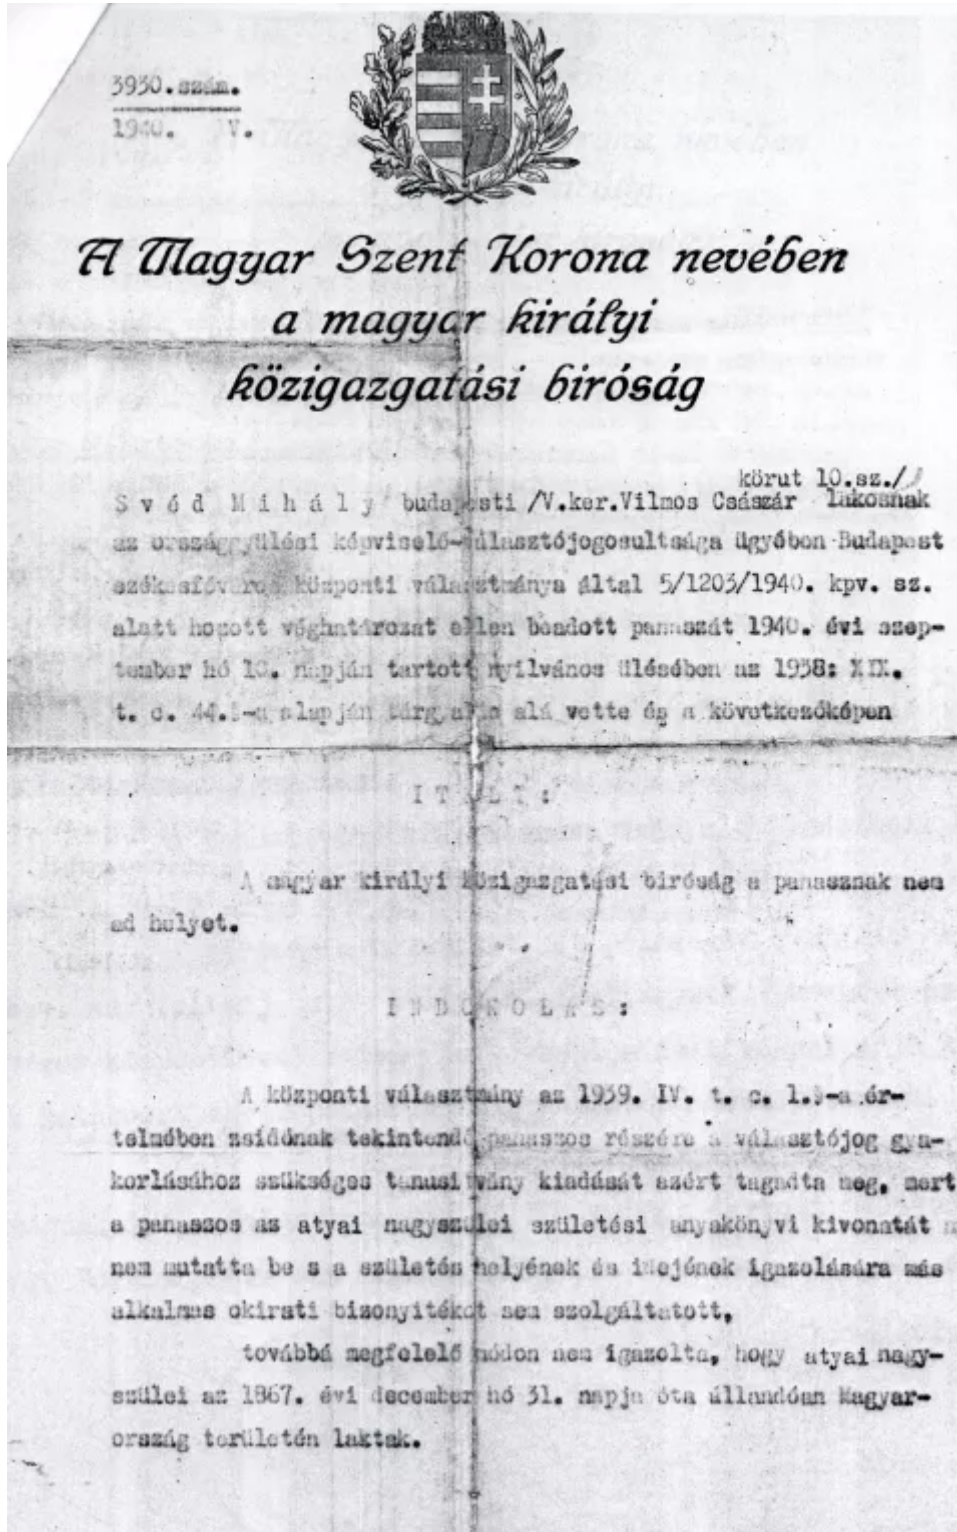 3930. szám.
1940. IV.
A Magyar Szent Korona nevében
a magyar királyi
közigazgatási biróság
körut 10.sz./
Svéd Mihály budapesti /V.ker.Vilmos Császár lakosnak
az országgyülési képviselő-választójogosultsága ügyében Budapest
székesfőváros központi választmánya által 5/1203/1940. kpv. sz.
alatt hozott véghatározat ellen beadott panaszát 1940. évi szep-
tember hó 10. napján tartott nyilvános ülésében az 1938: XIX.
t. c. 44.§-a alapján tárgyalás alá vette és a következőképen
ITÉLT:
A magyar királyi közigazgatási biróság a panasznak nem
ad helyet.
INDOKOLÁS:
A központi választmány az 1939. IV. t. c. 1.§-a ér-
telmében zsidónak tekintendő panaszos részére a választójog gya-
korlásához szükséges tanusitvány kiadását azért tagadta meg, mert
a panaszos az atyai nagyszülei születési anyakönyvi kivonatát
nem mutatta be s a születés helyének és idejének igazolására más
alkalmas okirati bizonyitékot sem szolgáltatott,
továbbá megfelelő módon nem igazolta, hogy atyai nagy-
szülei az 1867. évi december hó 31. napja óta állandóan Magyar-
ország területén laktak.